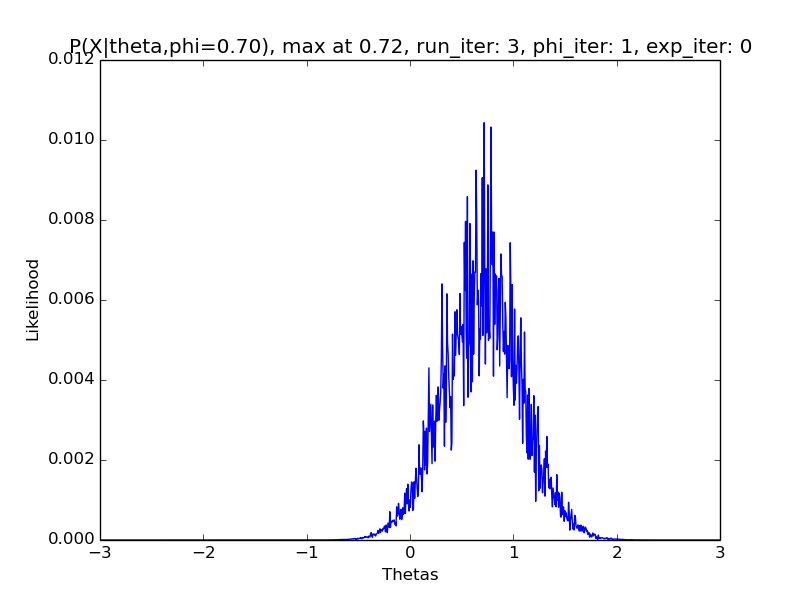 P(X|theta,phi=0.70), max at 0.72, run_iter: 3, phi_iter: 1, exp_iter: 0
0.012
0.010
0.008
0.006
0.004
0.002
0.000
Likelihood
−3 −2 −1 0 1 2 3
Thetas